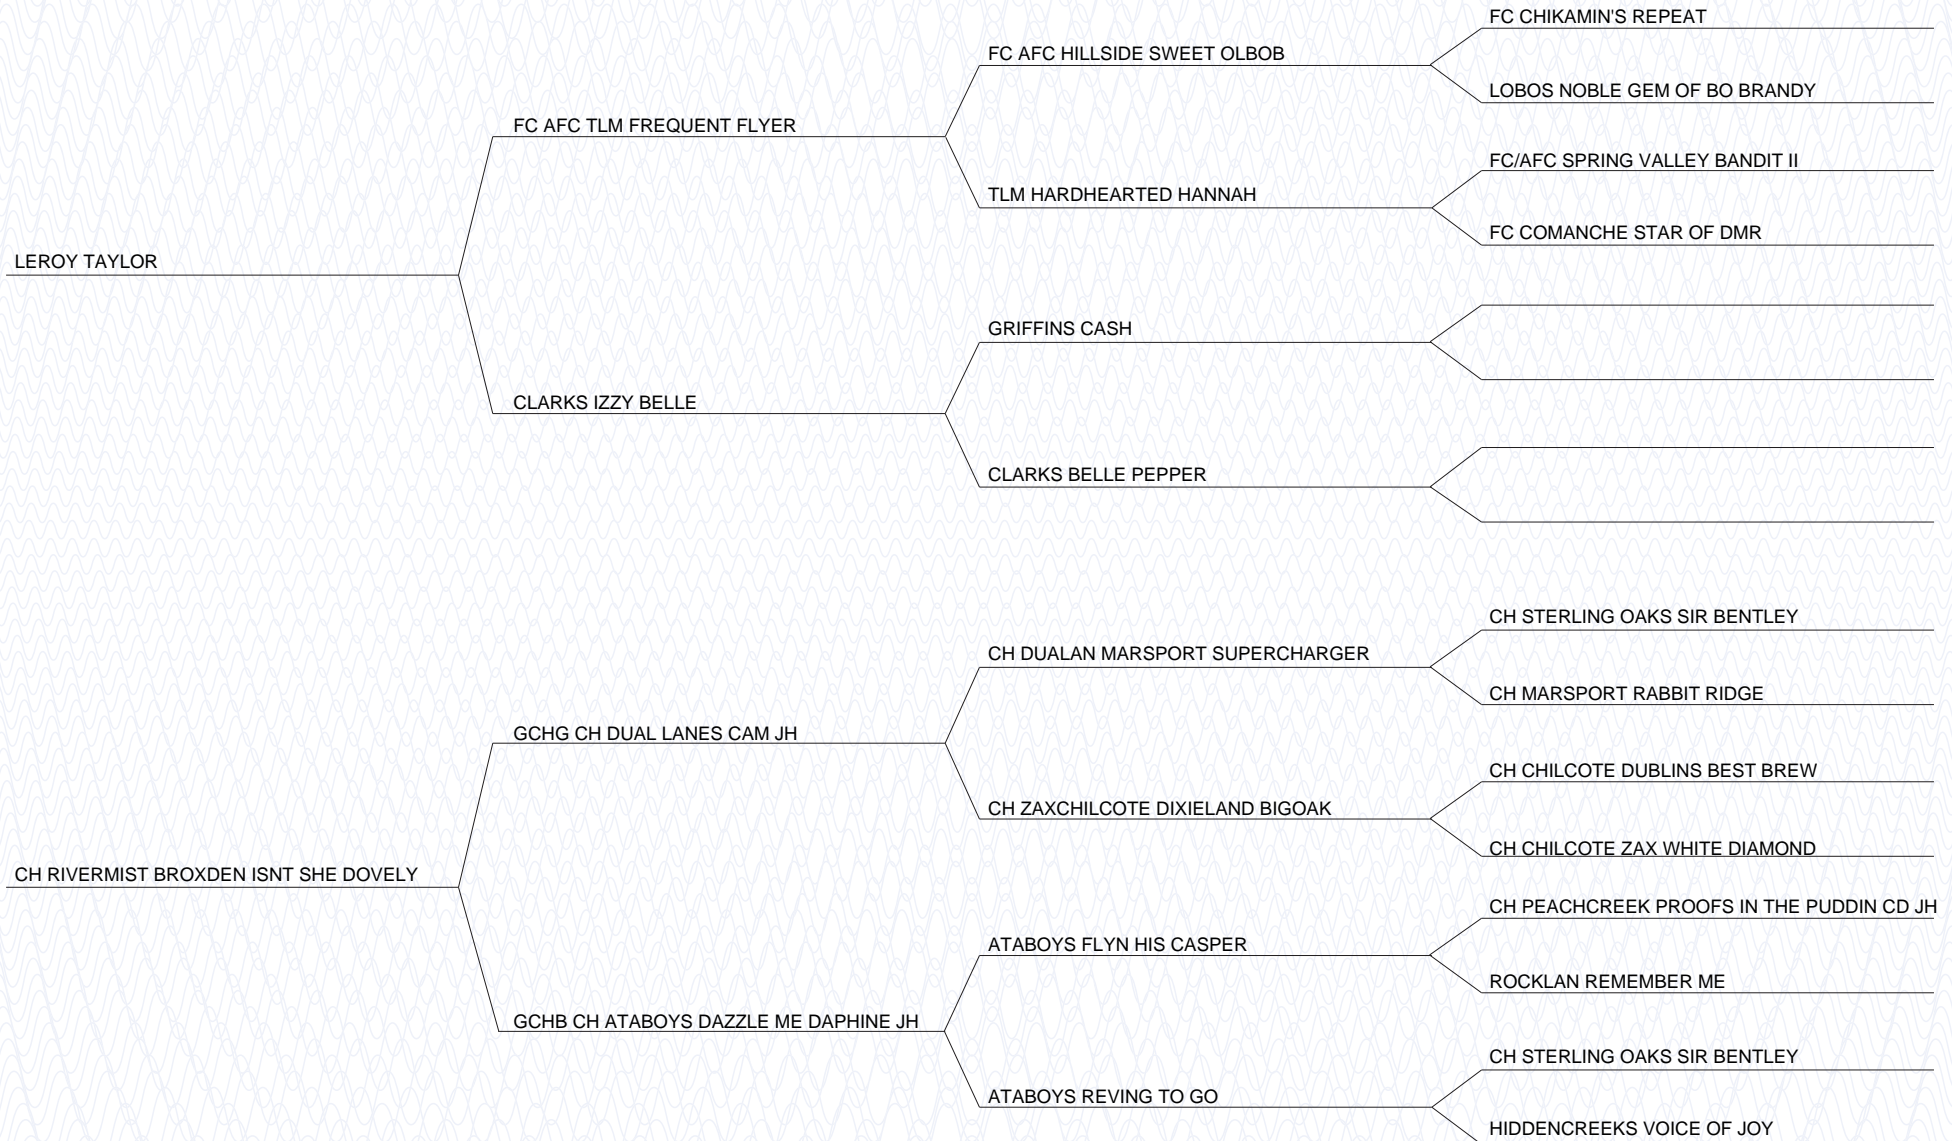 FC CHIKAMIN'S REPEAT
FC AFC HILLSIDE SWEET OLBOB
LOBOS NOBLE GEM OF BO BRANDY
FC AFC TLM FREQUENT FLYER
FC/AFC SPRING VALLEY BANDIT II
TLM HARDHEARTED HANNAH
FC COMANCHE STAR OF DMR
LEROY TAYLOR
GRIFFINS CASH
CLARKS IZZY BELLE
CLARKS BELLE PEPPER
CH STERLING OAKS SIR BENTLEY
CH DUALAN MARSPORT SUPERCHARGER
CH MARSPORT RABBIT RIDGE
GCHG CH DUAL LANES CAM JH
CH CHILCOTE DUBLINS BEST BREW
CH ZAXCHILCOTE DIXIELAND BIGOAK
CH CHILCOTE ZAX WHITE DIAMOND
CH RIVERMIST BROXDEN ISNT SHE DOVELY
CH PEACHCREEK PROOFS IN THE PUDDIN CD JH
ATABOYS FLYN HIS CASPER
ROCKLAN REMEMBER ME
GCHB CH ATABOYS DAZZLE ME DAPHINE JH
CH STERLING OAKS SIR BENTLEY
ATABOYS REVING TO GO
HIDDENCREEKS VOICE OF JOY